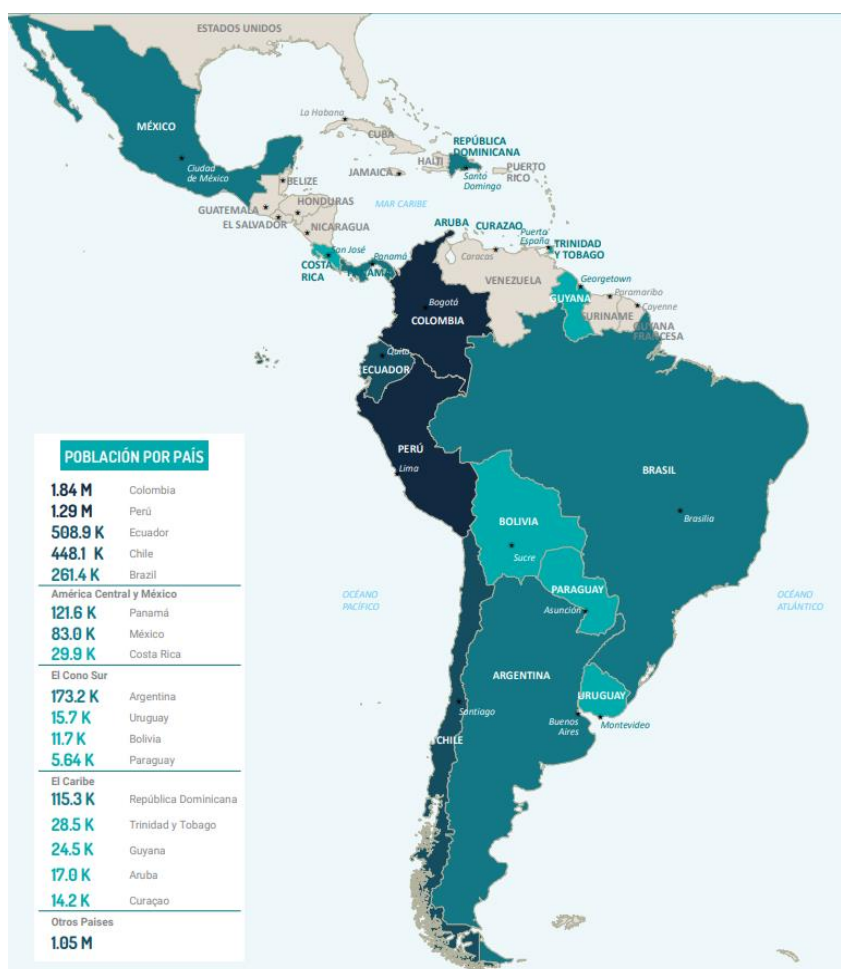 ESTADOS UNIDOS
MÉXICO
Ciudad
de México
La Habana
CUBA
REPÚBLICA
DOMINICANA
HAITI
Santo
Domingo
PUERTO
RICO
JAMAICA
BELIZE
HONDURAS
GUATEMALA
EL SALVADOR
NICARAGUA
MAR CARIBE
ARUBA
CURAZAO
Puerta
España
TRINIDAD
Y TOBAGO
San José
COSTA
RICA
Panamá
PANAMÁ
Caracas
VENEZUELA
Georgetown
GUYANA
Paramaribo
SURINAME
Cayenne
GUYANA
FRANCESA
Bogotá
COLOMBIA
Quito
ECUADOR
PERÚ
Lima
BRASIL
Brasilia
BOLIVIA
Sucre
PARAGUAY
Asunción
OCÉANO
PACÍFICO
OCÉANO
ATLÁNTICO
ARGENTINA
URUGUAY
Santiago
Buenos
Aires
Montevideo
CHILE
POBLACIÓN POR PAÍS
1.84 M Colombia
1.29 M Perú
508.9 K Ecuador
448.1 K Chile
261.4 K Brazil
América Central y México
121.6 K Panamá
83.0 K México
29.9 K Costa Rica
El Cono Sur
173.2 K Argentina
15.7 K Uruguay
11.7 K Bolivia
5.64 K Paraguay
El Caribe
115.3 K República Dominicana
28.5 K Trinidad y Tobago
24.5 K Guyana
17.0 K Aruba
14.2 K Curaçao
Otros Países
1.05 M